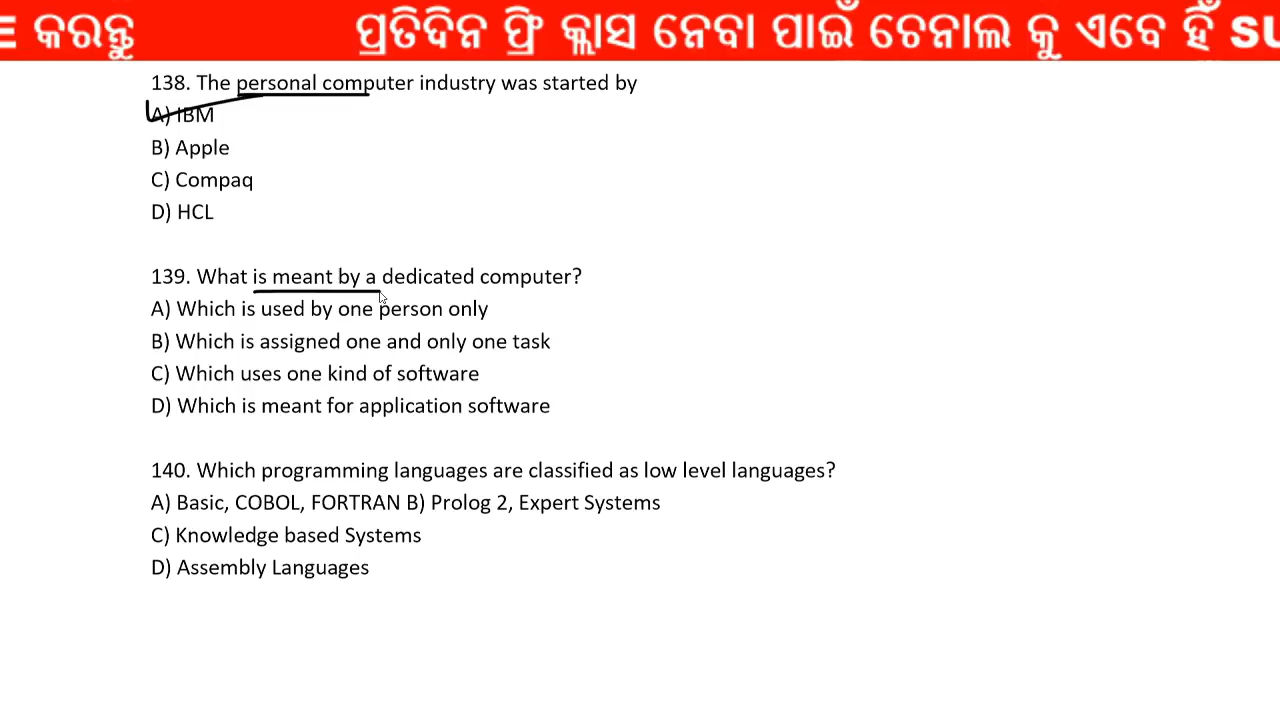 କରନ୍ତୁ ପ୍ରତିଦିନ ଫ୍ରି କ୍ଲାସ ନେବା ପାଇଁ ଚେନାଲ କୁ ଏବେ ହିଁ SU
138. The personal computer industry was started by
A) IBM
B) Apple
C) Compaq
D) HCL
139. What is meant by a dedicated computer?
A) Which is used by one person only
B) Which is assigned one and only one task
C) Which uses one kind of software
D) Which is meant for application software
140. Which programming languages are classified as low level languages?
A) Basic, COBOL, FORTRAN B) Prolog 2, Expert Systems
C) Knowledge based Systems
D) Assembly Languages